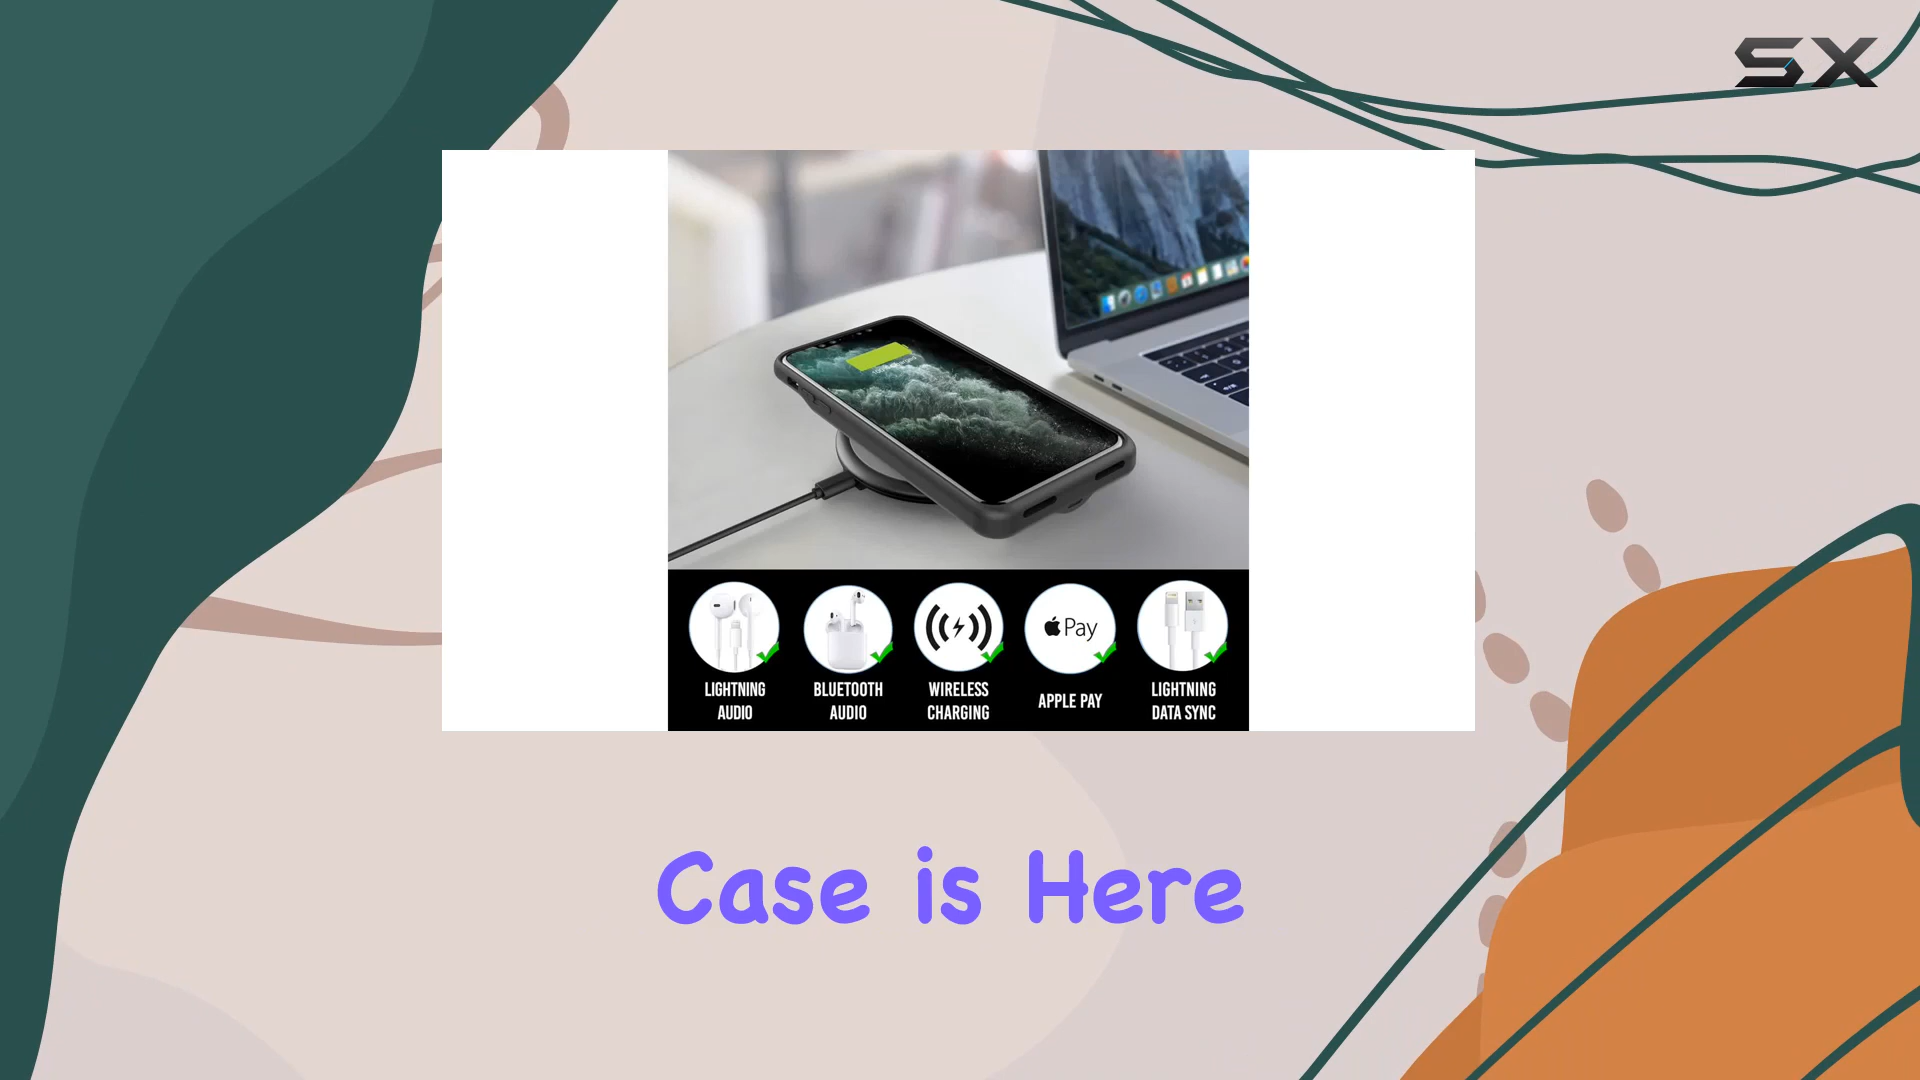 SX
Pay
LIGHTNING
AUDIO
BLUETOOTH
AUDIO
WIRELESS
CHARGING
APPLE PAY
LIGHTNING
DATA SYNC
Case is Here